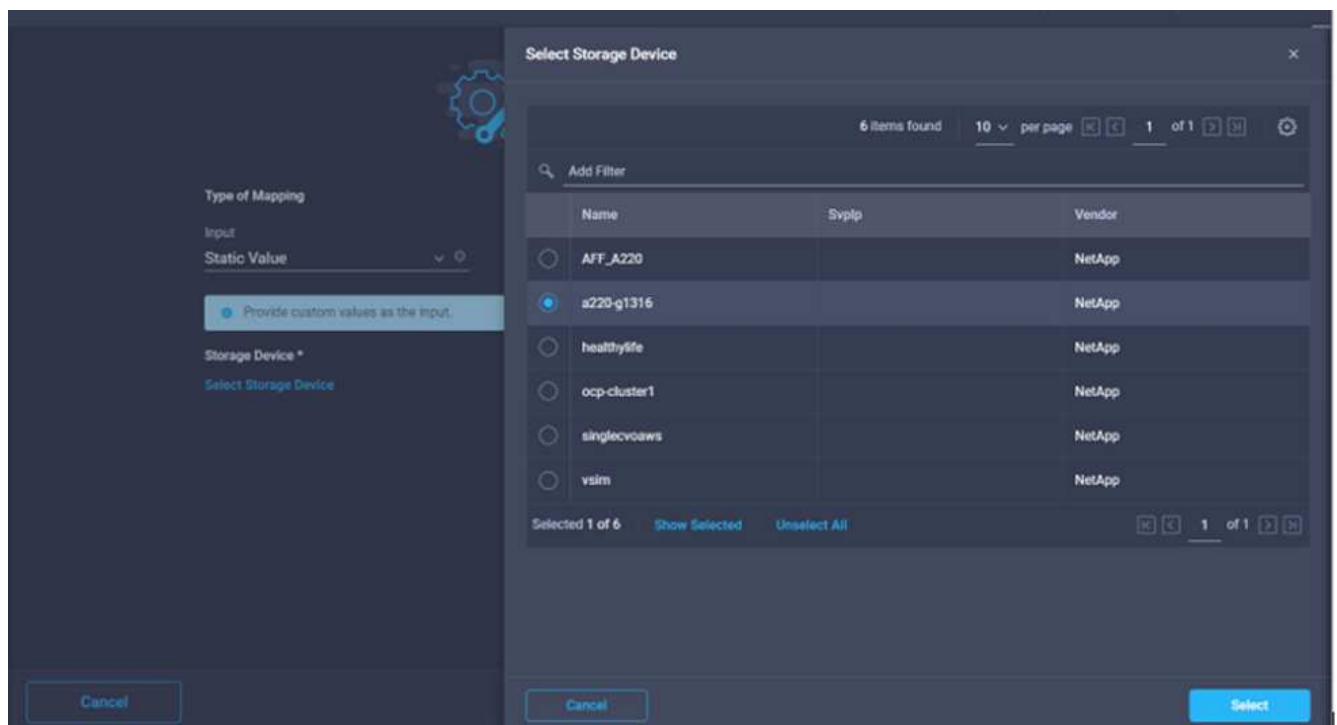 Select Storage Device
6 items found 10 per page 1 of 1
Add Filter
Type of Mapping
Input
Static Value
Provide custom values as the input.
Storage Device *
Select Storage Device
Name SvpIp Vendor
AFF_A220 NetApp
a220-g1316 NetApp
healthylife NetApp
ocp-cluster1 NetApp
singlecvoaws NetApp
vsim NetApp
Selected 1 of 6 Show Selected Unselect All 1 of 1
Cancel
Cancel Select